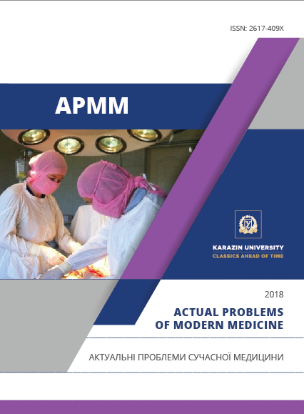 ISSN: 2617-409X
APMM
KARAZIN UNIVERSITY
CLASSICS AHEAD OF TIME
2018
ACTUAL PROBLEMS
OF MODERN MEDICINE
АКТУАЛЬНІ ПРОБЛЕМИ СУЧАСНОЇ МЕДИЦИНИ